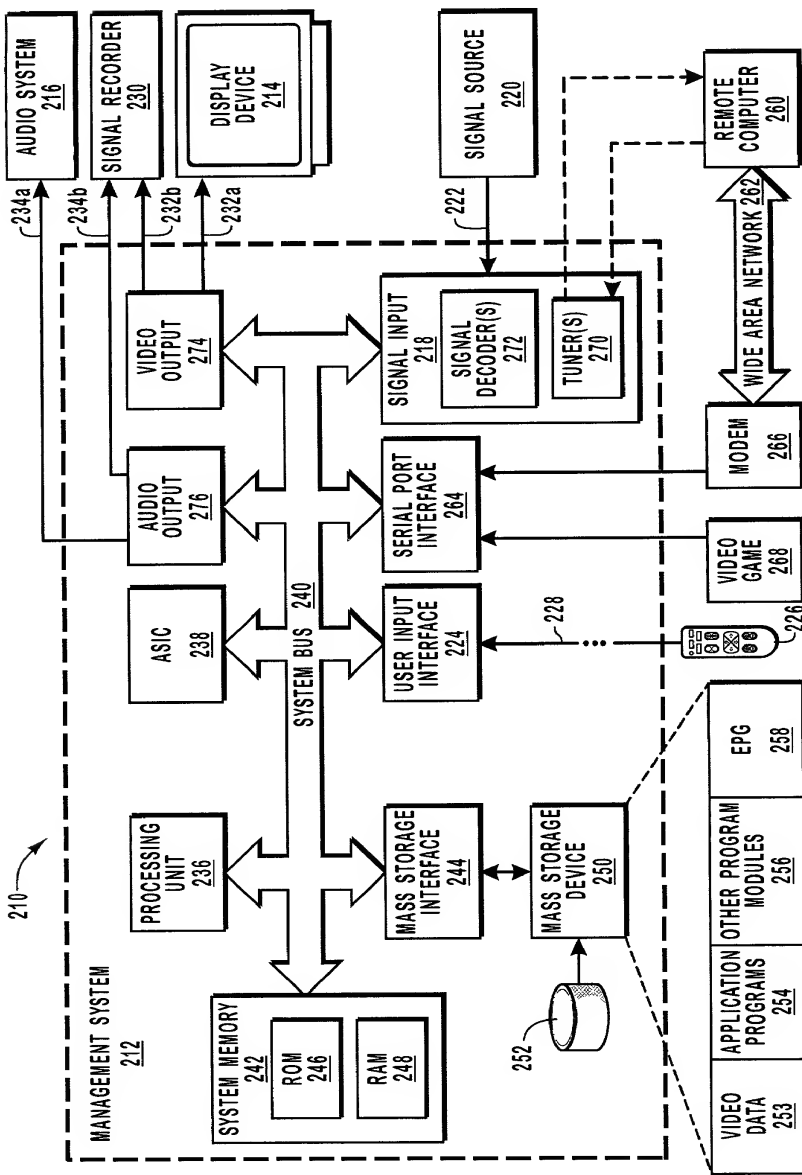 210
MANAGEMENT SYSTEM
212
AUDIO SYSTEM
216
SIGNAL RECORDER
230
DISPLAY
DEVICE
214
234a
234b
232b
232a
PROCESSING
UNIT
236
ASIC
238
AUDIO OUTPUT
276
VIDEO OUTPUT
274
SYSTEM MEMORY
242
ROM
246
RAM
248
SYSTEM BUS
240
SIGNAL SOURCE
220
222
MASS STORAGE
INTERFACE
244
USER INPUT
INTERFACE
224
SERIAL PORT
INTERFACE
264
SIGNAL INPUT
218
SIGNAL
DECODER(S)
272
TUNER(S)
270
252
MASS STORAGE
DEVICE
250
228
226
VIDEO
GAME
268
MODEM
266
WIDE AREA NETWORK
262
REMOTE
COMPUTER
260
VIDEO
DATA
253
APPLICATION
PROGRAMS
254
OTHER PROGRAM
MODULES
256
EPG
258